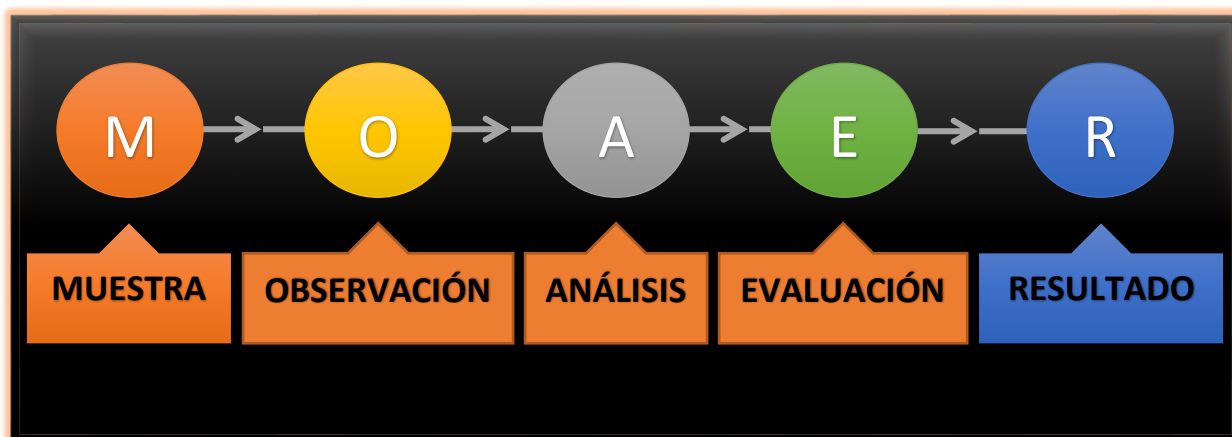 M O A E R
MUESTRA OBSERVACIÓN ANÁLISIS EVALUACIÓN RESULTADO